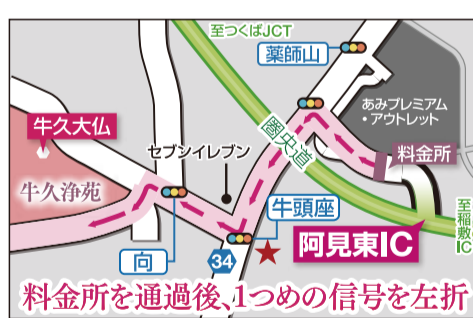 至つくばJCT
薬師山
あみプレミアム
・アウトレット
牛久大仏
セブンイレブン
圏央道
料金所
牛久浄苑
牛頭座
至稲敷IC
向
34
阿見東IC
料金所を通過後、1つめの信号を左折